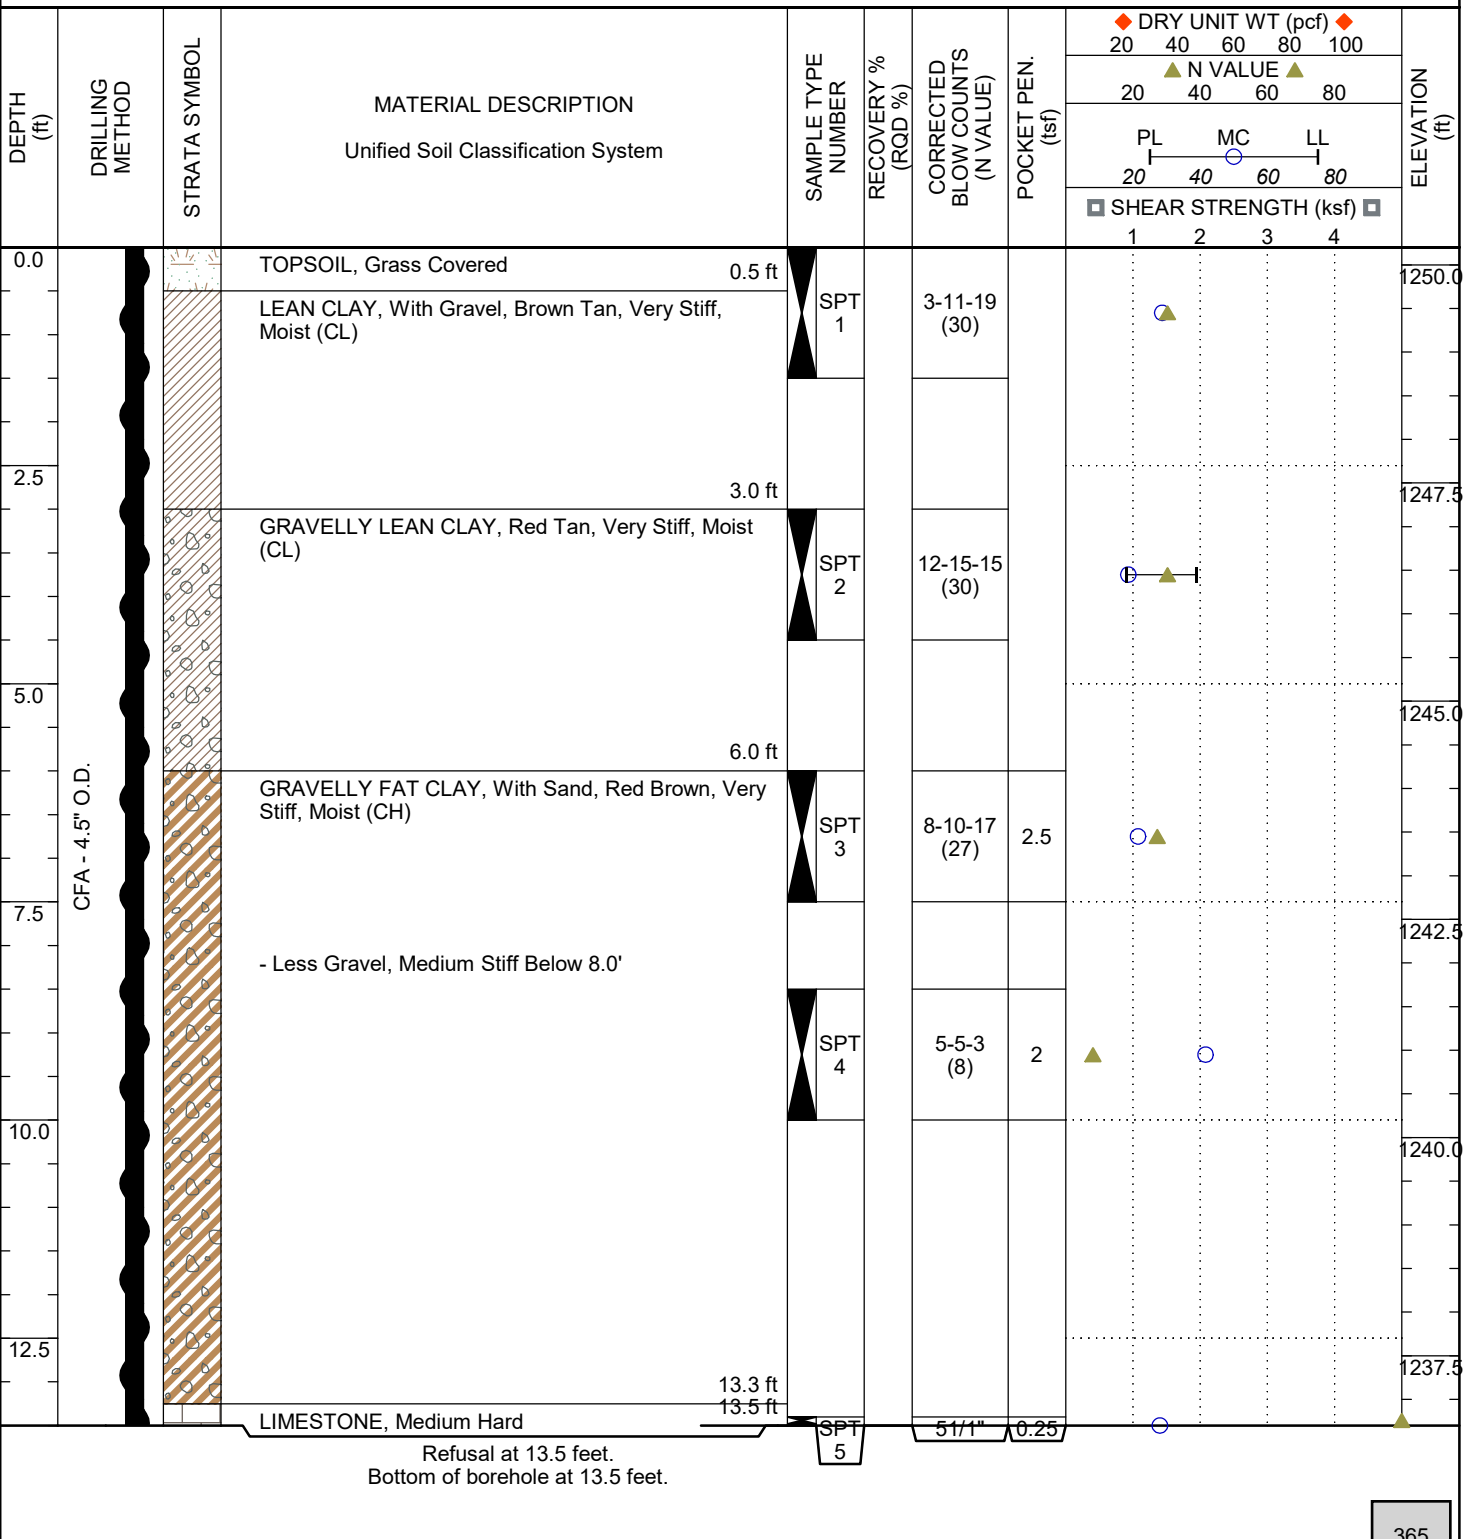 DEPTH
(ft)
DRILLING
METHOD
STRATA SYMBOL
MATERIAL DESCRIPTION
Unified Soil Classification System
SAMPLE TYPE
NUMBER
RECOVERY %
(RQD %)
CORRECTED
BLOW COUNTS
(N VALUE)
POCKET PEN.
(tsf)
DRY UNIT WT (pcf)
20 40 60 80 100
N VALUE
20 40 60 80
PL MC LL
20 40 60 80
SHEAR STRENGTH (ksf)
1 2 3 4
ELEVATION
(ft)
0.0
TOPSOIL, Grass Covered
0.5 ft
1250.0
LEAN CLAY, With Gravel, Brown Tan, Very Stiff,
Moist (CL)
SPT
1
3-11-19
(30)
2.5
3.0 ft
1247.5
GRAVELLY LEAN CLAY, Red Tan, Very Stiff, Moist
(CL)
SPT
2
12-15-15
(30)
5.0
1245.0
6.0 ft
CFA - 4.5" O.D.
GRAVELLY FAT CLAY, With Sand, Red Brown, Very
Stiff, Moist (CH)
SPT
3
8-10-17
(27)
2.5
7.5
1242.5
- Less Gravel, Medium Stiff Below 8.0'
SPT
4
5-5-3
(8)
2
10.0
1240.0
12.5
1237.5
13.3 ft
13.5 ft
LIMESTONE, Medium Hard
SPT
5
51/1"
0.25
Refusal at 13.5 feet.
Bottom of borehole at 13.5 feet.
365